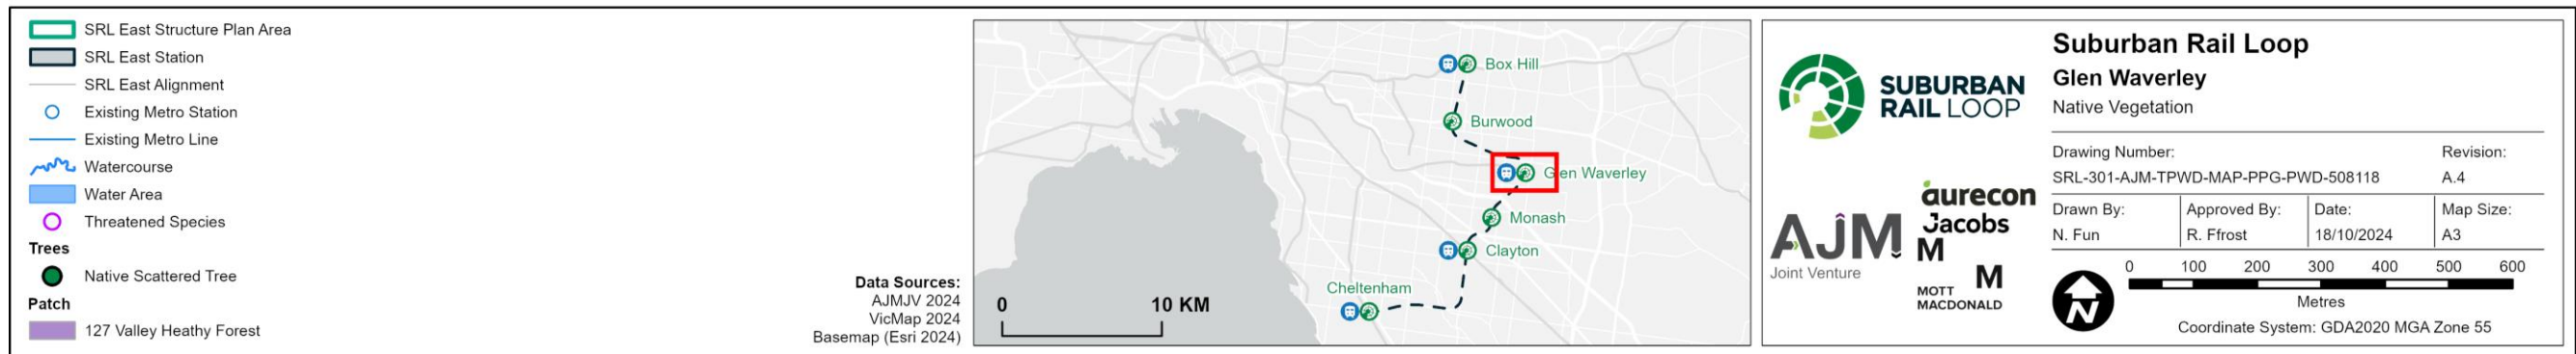 SRL East Structure Plan Area
SRL East Station
SRL East Alignment
Existing Metro Station
Existing Metro Line
Watercourse
Water Area
Threatened Species
Trees
Native Scattered Tree
Patch
127 Valley Heathy Forest
Data Sources:
AJMJV 2024
VicMap 2024
Basemap (Esri 2024)
0 10 KM
Box Hill
Burwood
Glen Waverley
Monash
Clayton
Cheltenham
SUBURBAN
RAIL LOOP
AJM
Joint Venture
aurecon
Jacobs
M
M
MOTT
MACDONALD
Suburban Rail Loop
Glen Waverley
Native Vegetation
Drawing Number: Revision:
SRL-301-AJM-TPWD-MAP-PPG-PWD-508118 A.4
Drawn By: Approved By: Date: Map Size:
N. Fun R. Ffrost 18/10/2024 A3
0 100 200 300 400 500 600
Metres
N
Coordinate System: GDA2020 MGA Zone 55